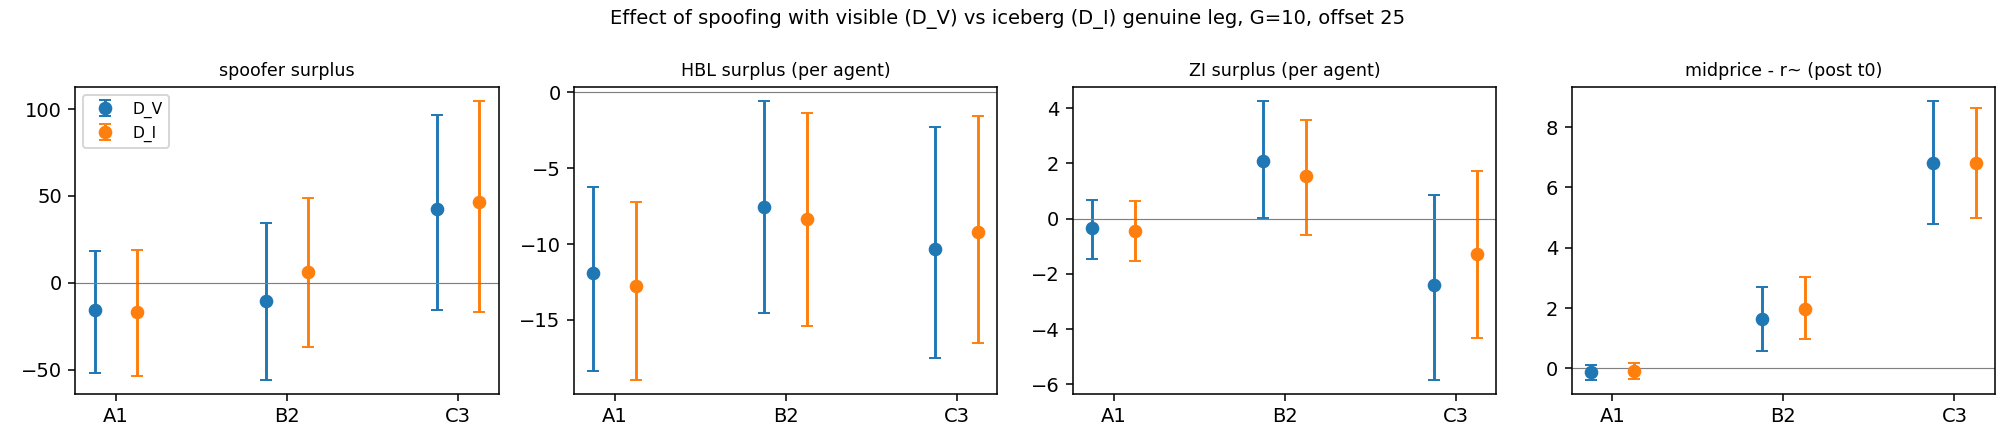 Effect of spoofing with visible (D_V) vs iceberg (D_I) genuine leg, G=10, offset 25
spoofer surplus
100
50
0
−50
D_V
D_I
A1 B2 C3
HBL surplus (per agent)
0
−5
−10
−15
A1 B2 C3
ZI surplus (per agent)
4
2
0
−2
−4
−6
A1 B2 C3
midprice - r~ (post t0)
8
6
4
2
0
A1 B2 C3